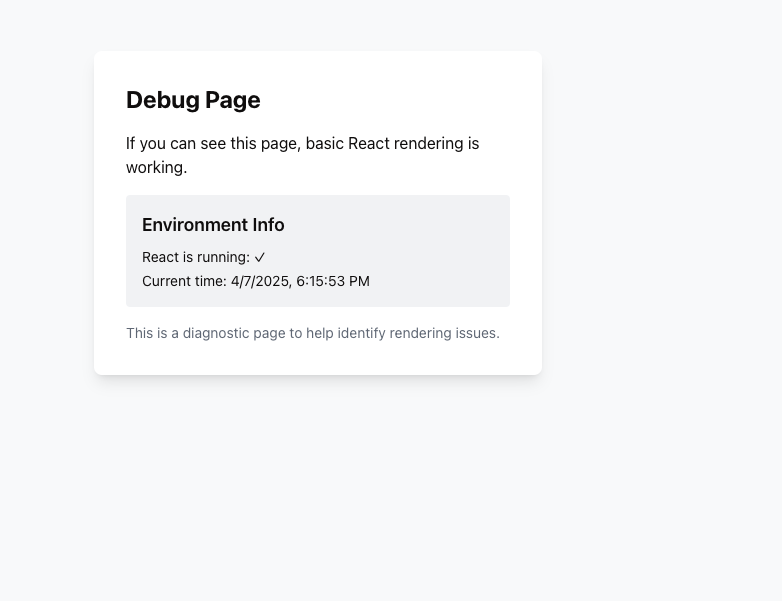 Debug Page
If you can see this page, basic React rendering is
working.
Environment Info
React is running: ✓
Current time: 4/7/2025, 6:15:53 PM
This is a diagnostic page to help identify rendering issues.